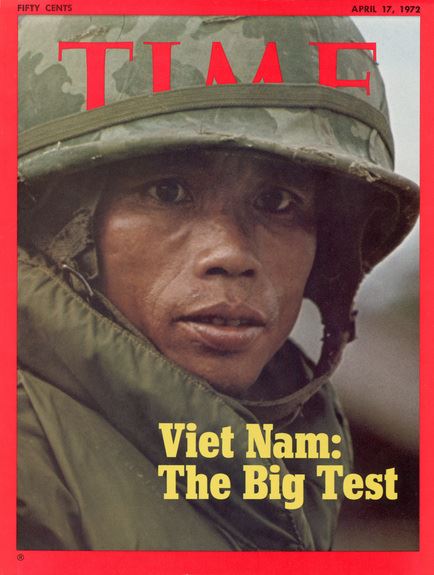 FIFTY CENTS
APRIL 17, 1972
TIME
Viet Nam:
The Big Test
®